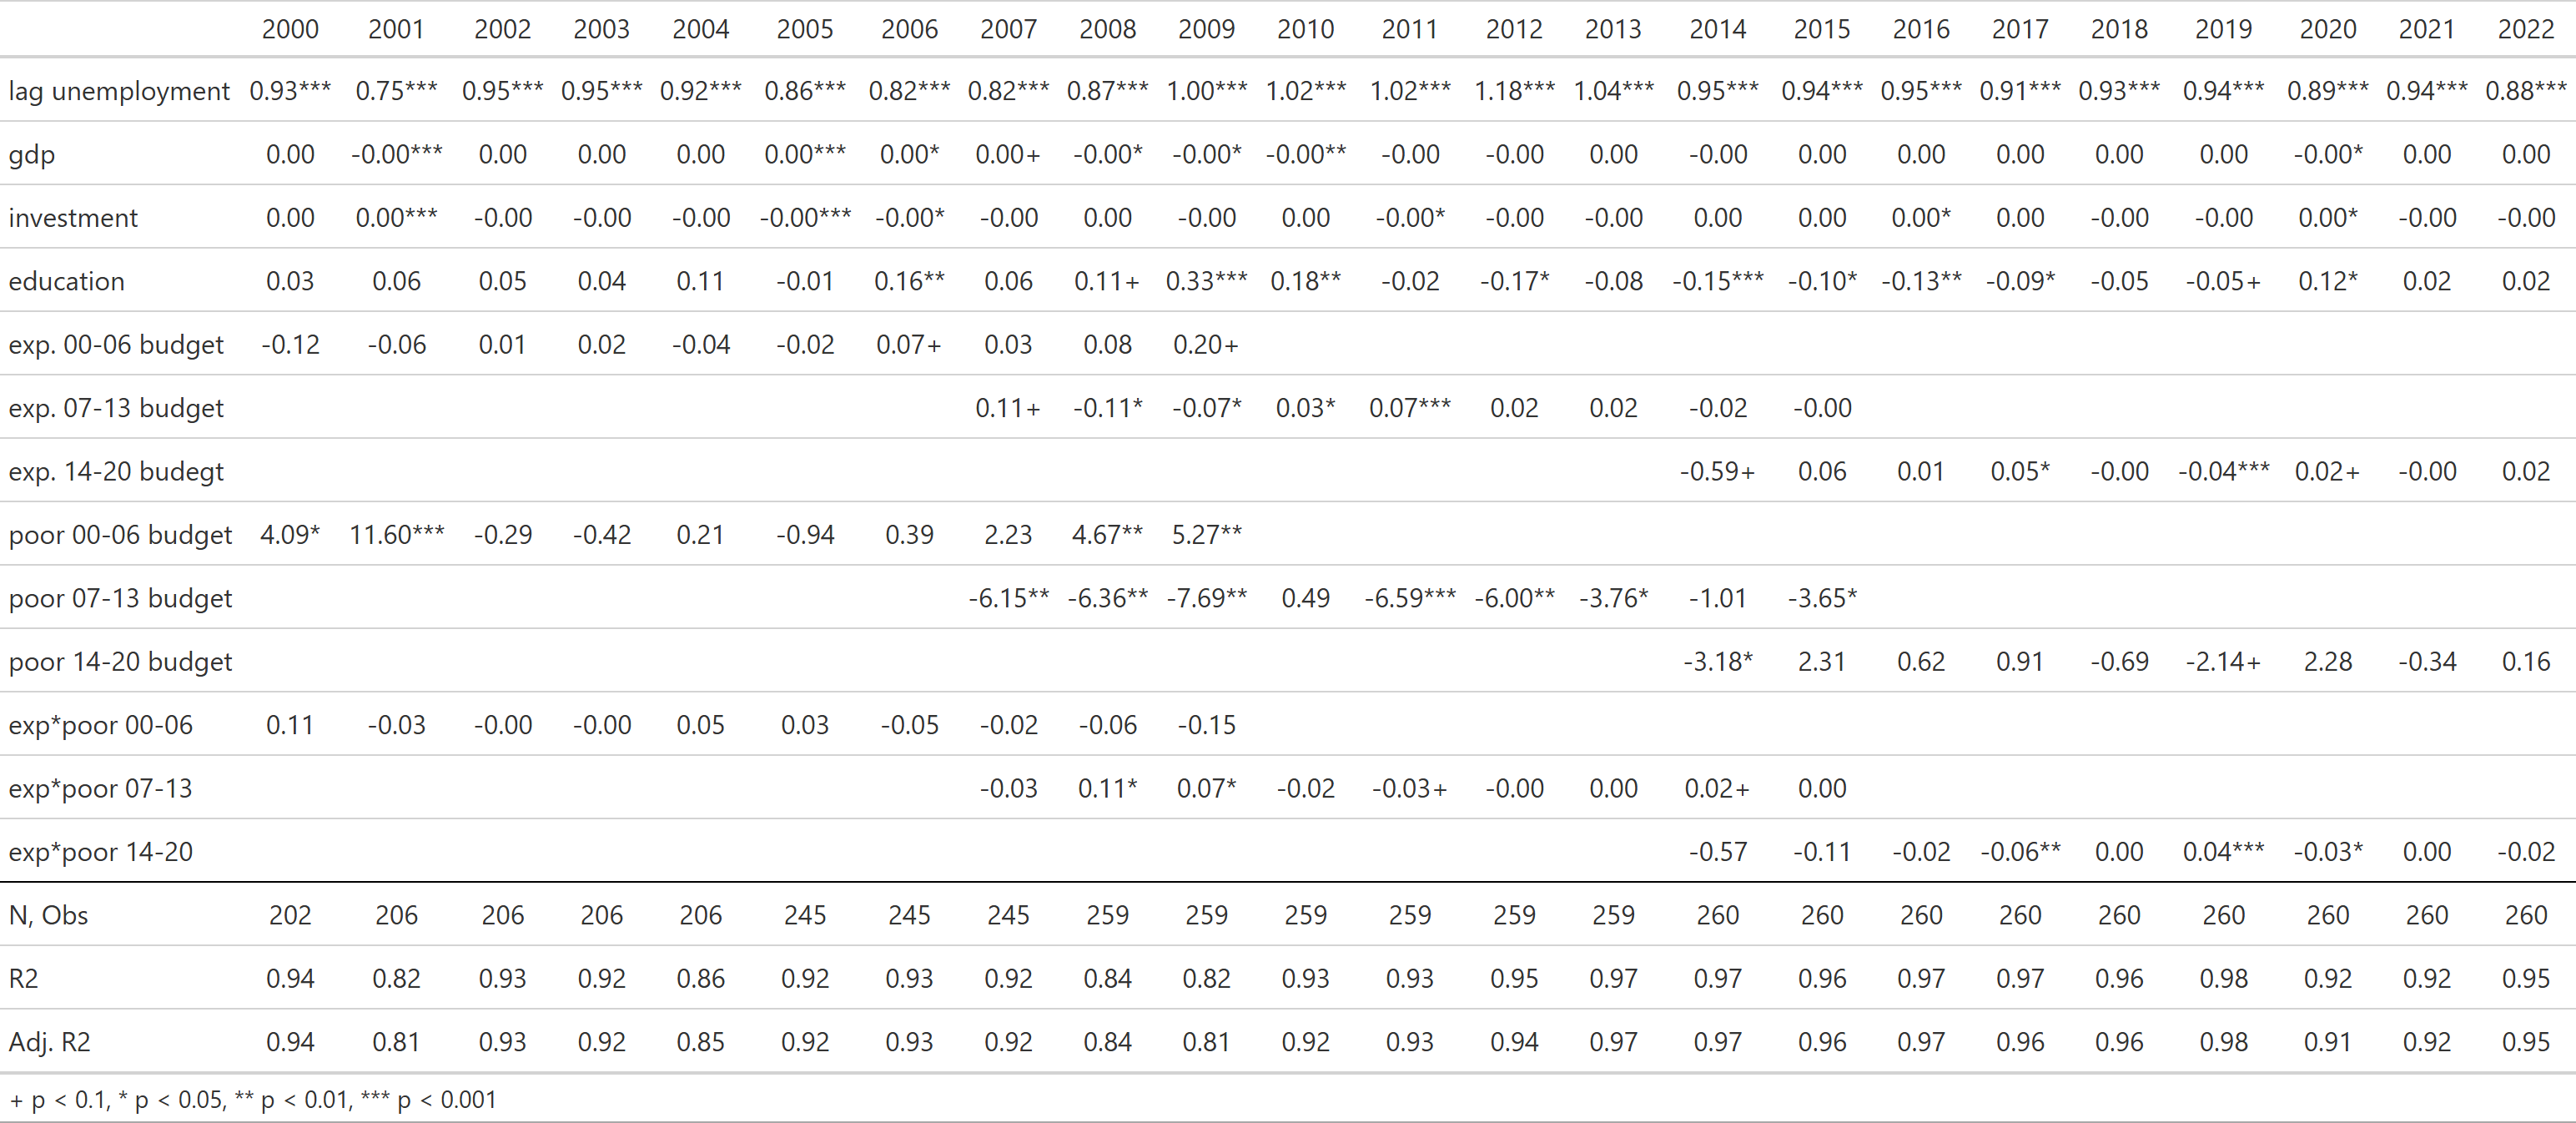 2000 2001 2002 2003 2004 2005 2006 2007 2008 2009 2010 2011 2012 2013 2014 2015 2016 2017 2018 2019 2020 2021 2022
lag unemployment 0.93*** 0.75*** 0.95*** 0.95*** 0.92*** 0.86*** 0.82*** 0.82*** 0.87*** 1.00*** 1.02*** 1.02*** 1.18*** 1.04*** 0.95*** 0.94*** 0.95*** 0.91*** 0.93*** 0.94*** 0.89*** 0.94*** 0.88***
gdp 0.00 -0.00*** 0.00 0.00 0.00 0.00*** 0.00* 0.00+ -0.00* -0.00* -0.00** -0.00 -0.00 0.00 -0.00 0.00 0.00 0.00 0.00 0.00 -0.00* 0.00 0.00
investment 0.00 0.00*** -0.00 -0.00 -0.00 -0.00*** -0.00* -0.00 0.00 -0.00 0.00 -0.00* -0.00 -0.00 0.00 0.00 0.00* 0.00 -0.00 -0.00 0.00* -0.00 -0.00
education 0.03 0.06 0.05 0.04 0.11 -0.01 0.16** 0.06 0.11+ 0.33*** 0.18** -0.02 -0.17* -0.08 -0.15*** -0.10* -0.13** -0.09* -0.05 -0.05+ 0.12* 0.02 0.02
exp. 00-06 budget -0.12 -0.06 0.01 0.02 -0.04 -0.02 0.07+ 0.03 0.08 0.20+
exp. 07-13 budget 0.11+ -0.11* -0.07* 0.03* 0.07*** 0.02 0.02 -0.02 -0.00
exp. 14-20 budegt -0.59+ 0.06 0.01 0.05* -0.00 -0.04*** 0.02+ -0.00 0.02
poor 00-06 budget 4.09* 11.60*** -0.29 -0.42 0.21 -0.94 0.39 2.23 4.67** 5.27**
poor 07-13 budget -6.15** -6.36** -7.69** 0.49 -6.59*** -6.00** -3.76* -1.01 -3.65*
poor 14-20 budget -3.18* 2.31 0.62 0.91 -0.69 -2.14+ 2.28 -0.34 0.16
exp*poor 00-06 0.11 -0.03 -0.00 -0.00 0.05 0.03 -0.05 -0.02 -0.06 -0.15
exp*poor 07-13 -0.03 0.11* 0.07* -0.02 -0.03+ -0.00 0.00 0.02+ 0.00
exp*poor 14-20 -0.57 -0.11 -0.02 -0.06** 0.00 0.04*** -0.03* 0.00 -0.02
N, Obs 202 206 206 206 206 245 245 245 259 259 259 259 259 259 260 260 260 260 260 260 260 260 260
R2 0.94 0.82 0.93 0.92 0.86 0.92 0.93 0.92 0.84 0.82 0.93 0.93 0.95 0.97 0.97 0.96 0.97 0.97 0.96 0.98 0.92 0.92 0.95
Adj. R2 0.94 0.81 0.93 0.92 0.85 0.92 0.93 0.92 0.84 0.81 0.92 0.93 0.94 0.97 0.97 0.96 0.97 0.96 0.96 0.98 0.91 0.92 0.95
+ p < 0.1, * p < 0.05, ** p < 0.01, *** p < 0.001